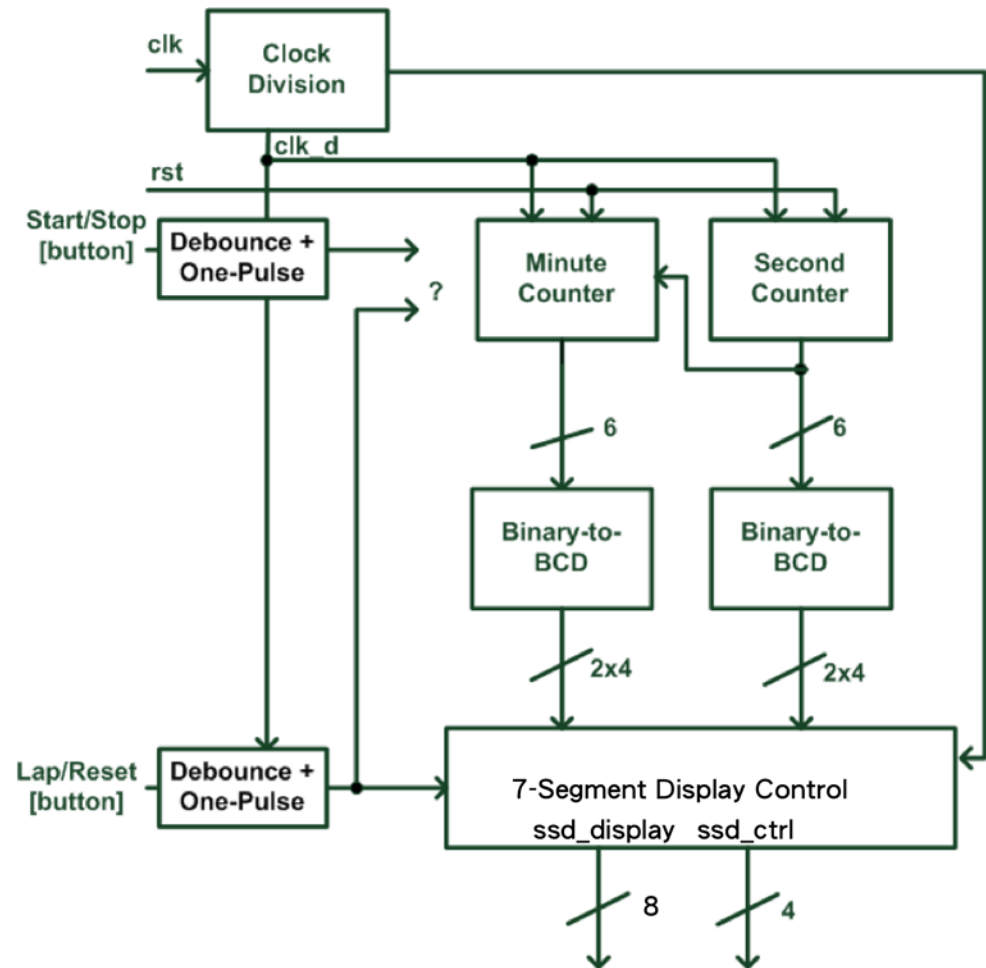 clk
Clock
Division
clk_d
rst
Start/Stop
[button]
Debounce +
One-Pulse
?
Minute
Counter
Second
Counter
6
6
Binary-to-
BCD
Binary-to-
BCD
2x4
2x4
Lap/Reset
[button]
Debounce +
One-Pulse
7-Segment Display Control
ssd_display ssd_ctrl
8
4